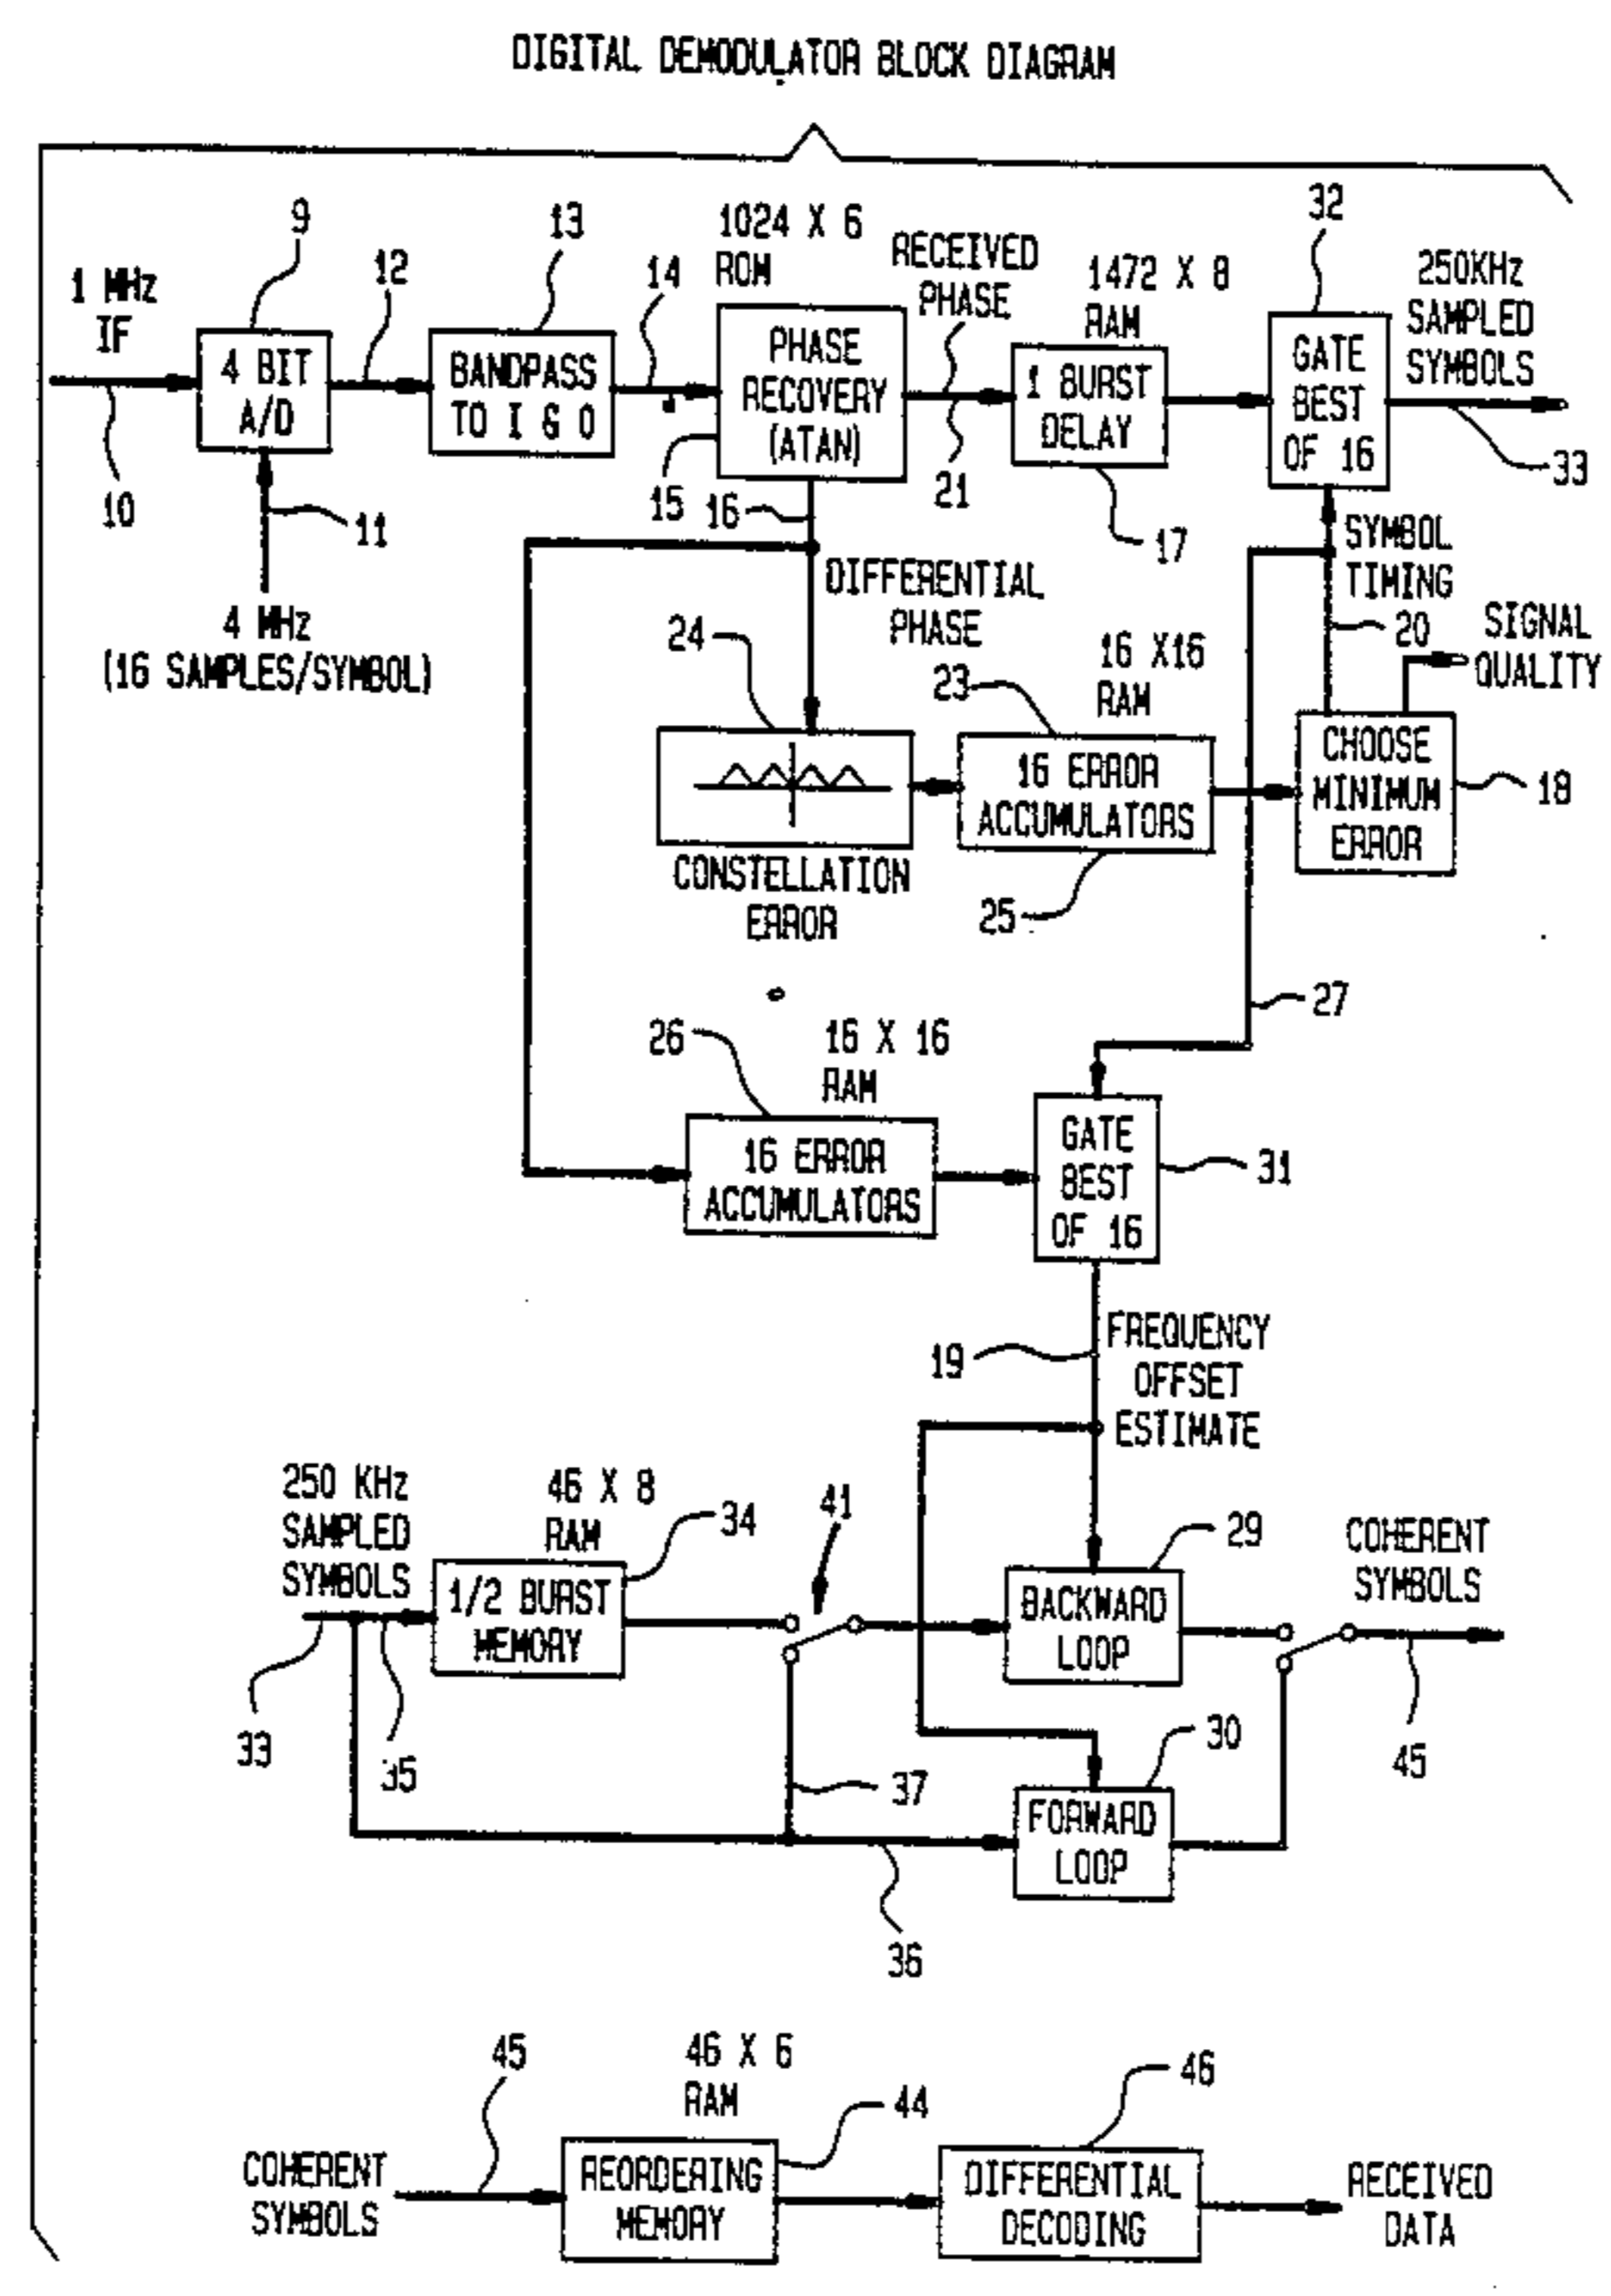 DIGITAL DEMODULATOR BLOCK DIAGRAM
9
13
1024 X 6
ROM
32
1 MHz
IF
12
14
RECEIVED
PHASE
1472 X 8
RAM
250KHz
SAMPLED
SYMBOLS
4 BIT
A/D
BANDPASS
TO I & Q
PHASE
RECOVERY
(ATAN)
1 BURST
DELAY
GATE
BEST
OF 16
10
11
15
16
21
17
33
4 MHz
(16 SAMPLES/SYMBOL)
DIFFERENTIAL
PHASE
SYMBOL
TIMING
20
SIGNAL
QUALITY
24
23
16 X16
RAM
16 ERROR
ACCUMULATORS
CHOOSE
MINIMUM
ERROR
18
CONSTELLATION
ERROR
25
27
26
16 X 16
RAM
16 ERROR
ACCUMULATORS
GATE
BEST
OF 16
31
19
FREQUENCY
OFFSET
ESTIMATE
250 KHz
SAMPLED
SYMBOLS
46 X 8
RAM
34
41
29
COHERENT
SYMBOLS
1/2 BURST
MEMORY
BACKWARD
LOOP
33
35
37
30
45
FORWARD
LOOP
36
45
46 X 6
RAM
44
46
COHERENT
SYMBOLS
REORDERING
MEMORY
DIFFERENTIAL
DECODING
RECEIVED
DATA